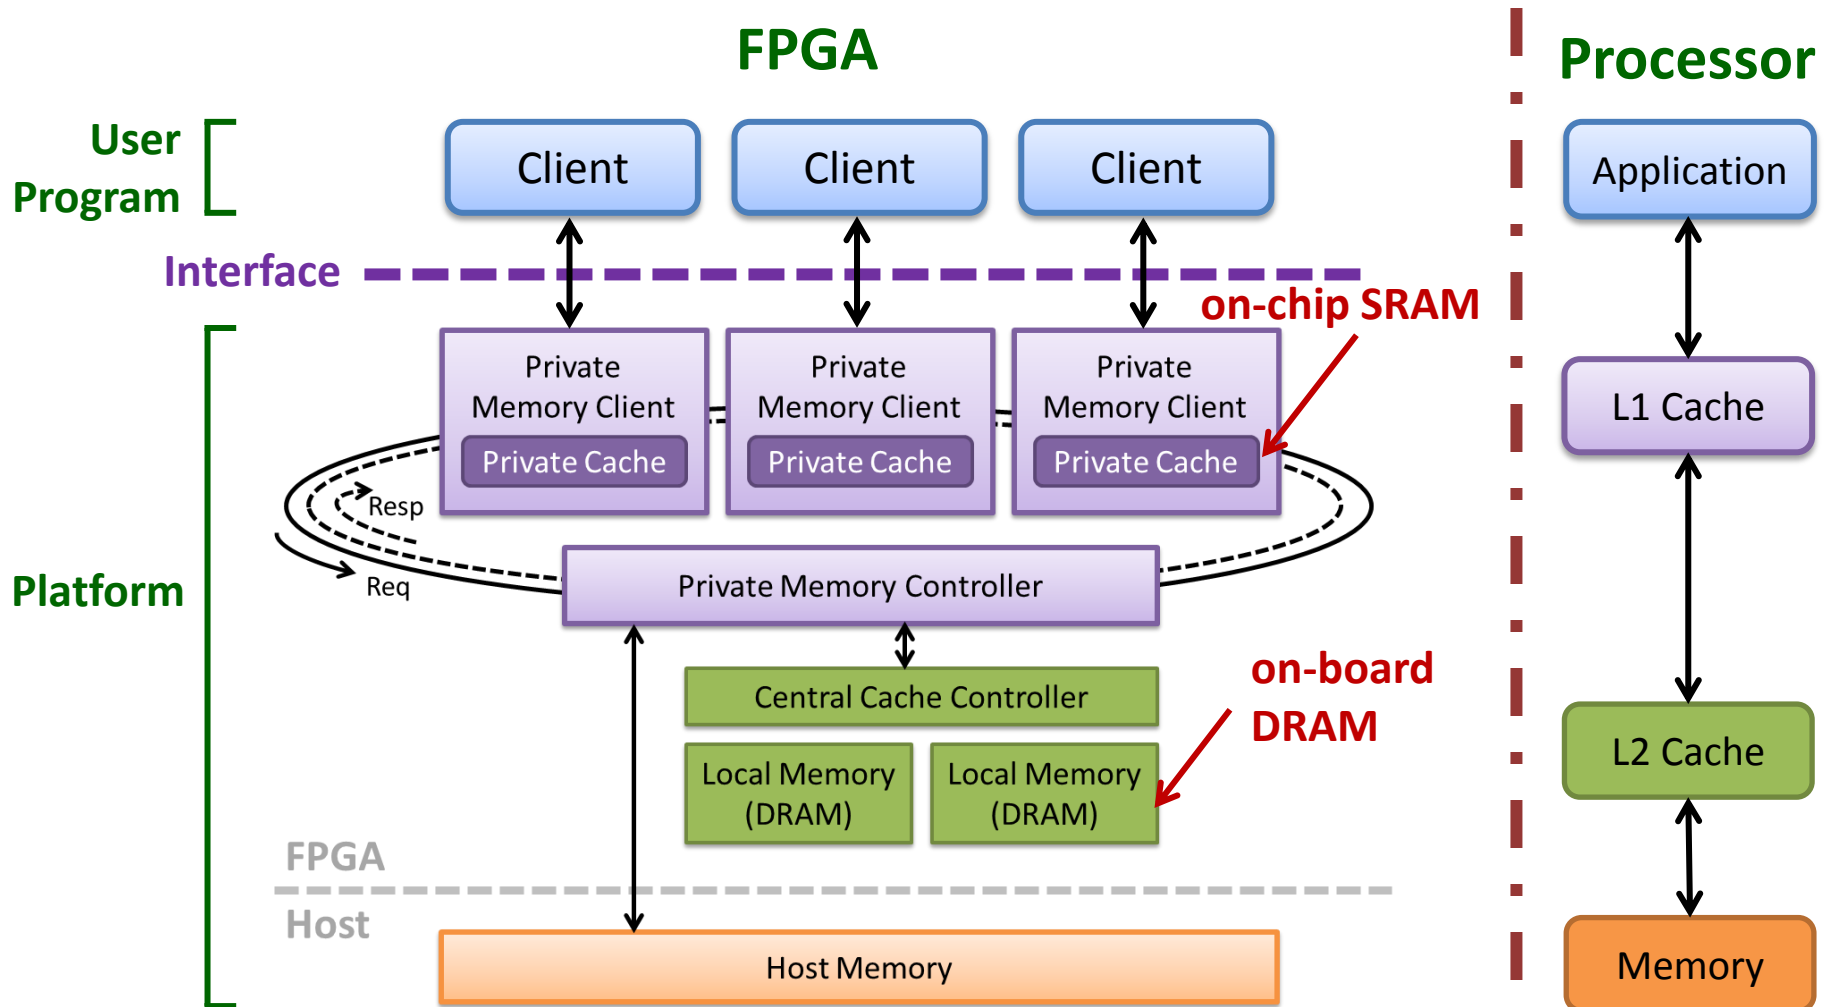 FPGA
Processor
User
Program
Client
Client
Client
Application
Interface
on-chip SRAM
Private
Memory Client
Private Cache
Private
Memory Client
Private Cache
Private
Memory Client
Private Cache
L1 Cache
Resp
Req
Platform
Private Memory Controller
Central Cache Controller
on-board
DRAM
Local Memory
(DRAM)
Local Memory
(DRAM)
L2 Cache
FPGA
Host
Host Memory
Memory